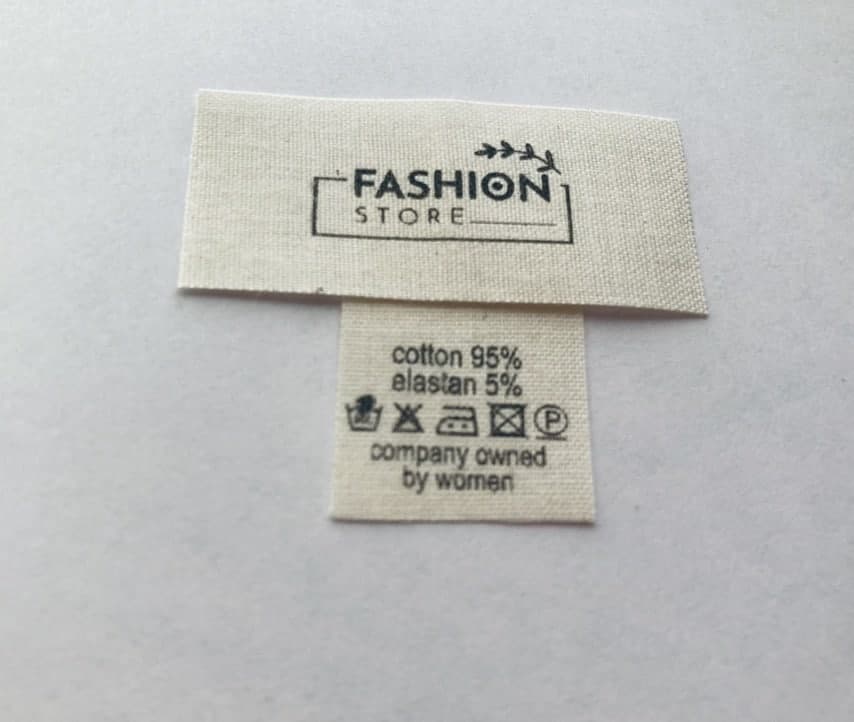 FASHION
STORE
cotton 95%
elastan 5%
P
company owned
by women